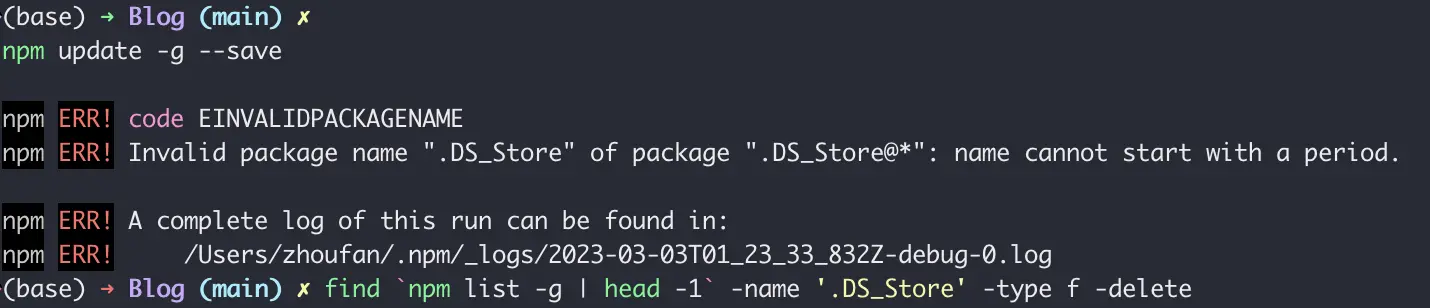 (base) → Blog (main) ✗
npm update -g --save
npm ERR! code EINVALIDPACKAGENAME
npm ERR! Invalid package name ".DS_Store" of package ".DS_Store@*": name cannot start with a period.
npm ERR! A complete log of this run can be found in:
npm ERR!     /Users/zhoufan/.npm/_logs/2023-03-03T01_23_33_832Z-debug-0.log
(base) → Blog (main) ✗ find `npm list -g | head -1` -name '.DS_Store' -type f -delete